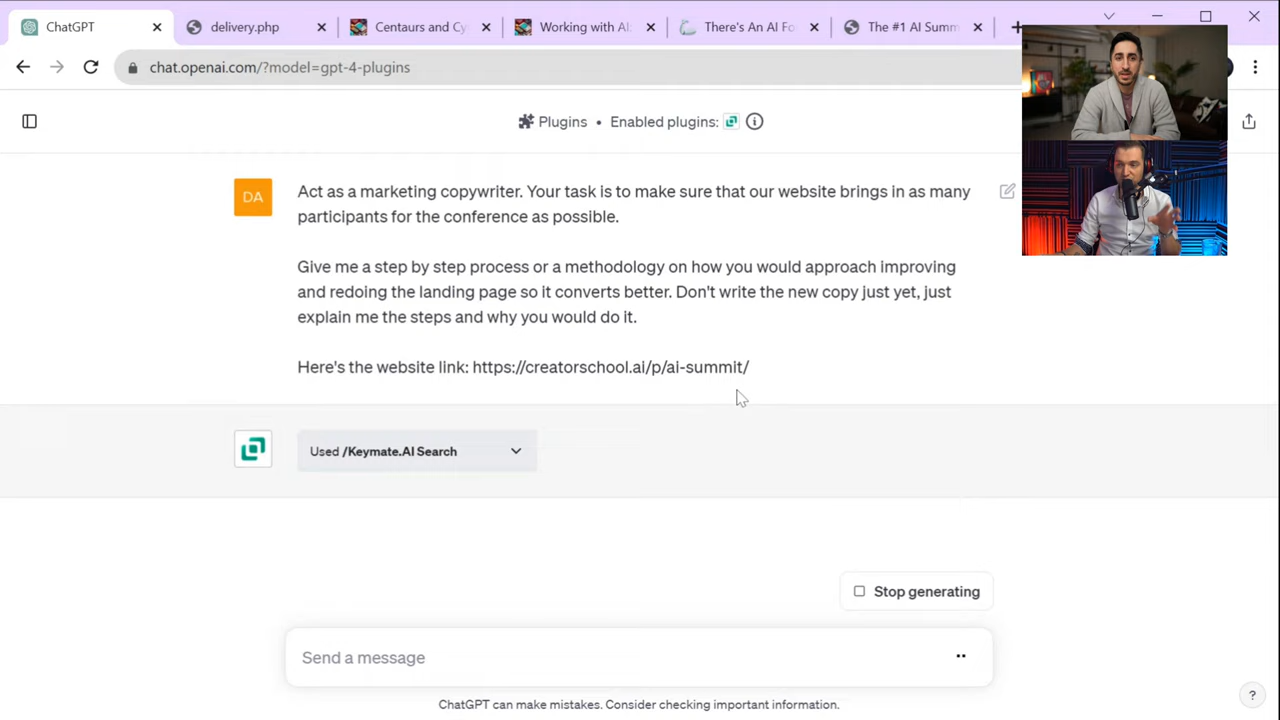 ChatGPT
delivery.php
Centaurs and Cy
Working with AI:
There's An AI Fo
The #1 AI Summ
chat.openai.com/?model=gpt-4-plugins
Plugins • Enabled plugins:
DA
Act as a marketing copywriter. Your task is to make sure that our website brings in as many
participants for the conference as possible.
Give me a step by step process or a methodology on how you would approach improving
and redoing the landing page so it converts better. Don't write the new copy just yet, just
explain me the steps and why you would do it.
Here's the website link: https://creatorschool.ai/p/ai-summit/
Used /Keymate.AI Search
Stop generating
Send a message
ChatGPT can make mistakes. Consider checking important information.
?